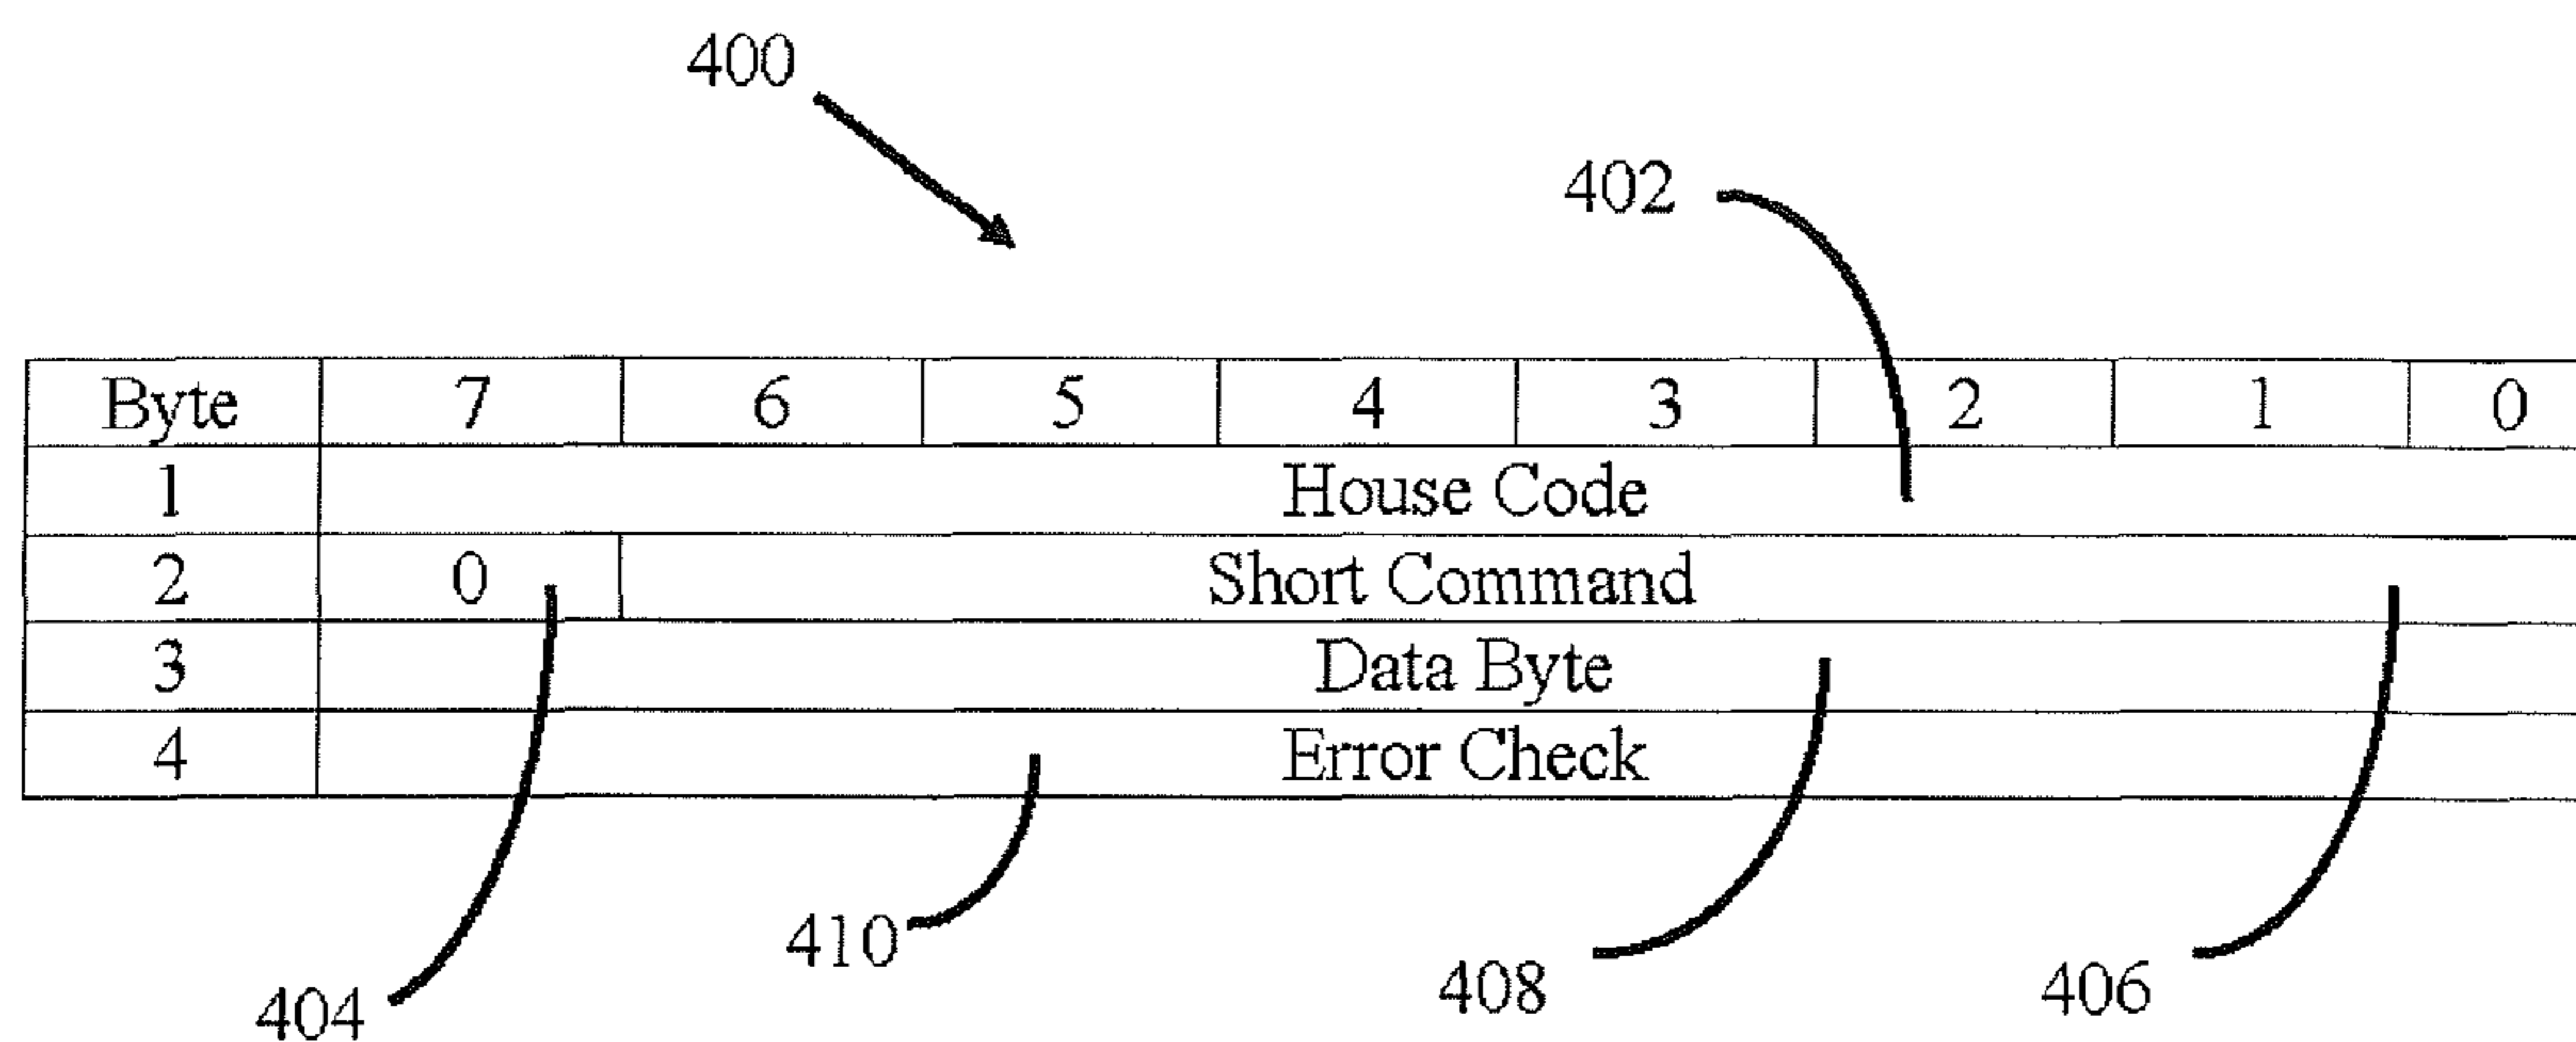 400
402
Byte 7 6 5 4 3 2 1 0
1 House Code
2 0 Short Command
3 Data Byte
4 Error Check
410
408
406
404